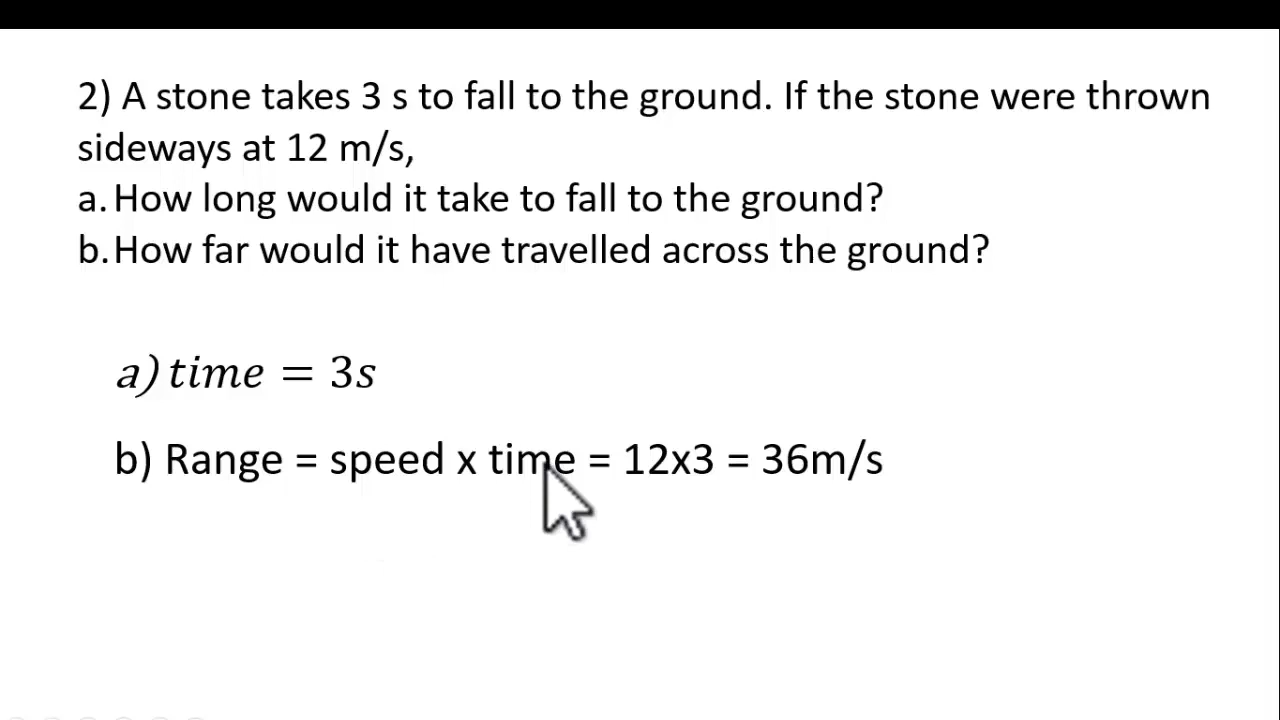 2) A stone takes 3 s to fall to the ground. If the stone were thrown
sideways at 12 m/s,
a. How long would it take to fall to the ground?
b. How far would it have travelled across the ground?
a) time = 3s
b) Range = speed x time = 12x3 = 36m/s